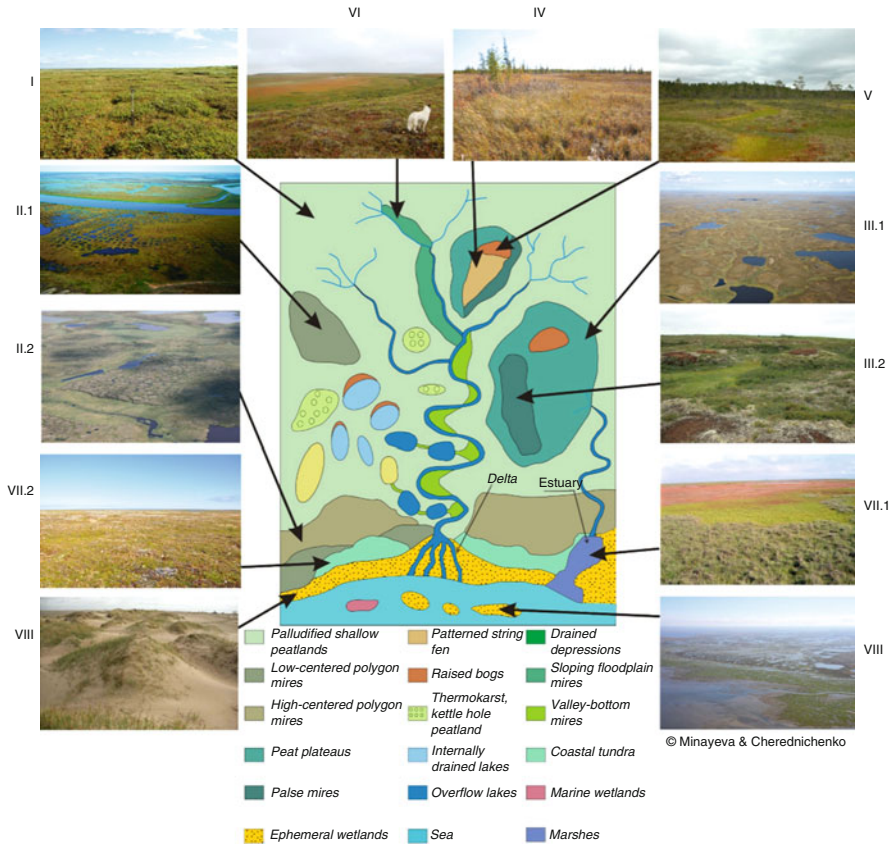 VI
IV
I
V
II.1
III.1
II.2
III.2
Delta
Estuary
VII.2
VII.1
VIII
VIII
Palludified shallow
peatlands
Patterned string
fen
Drained
depressions
Low-centered polygon
mires
Raised bogs
Sloping floodplain
mires
High-centered polygon
mires
Thermokarst,
kettle hole
peatland
Valley-bottom
mires
© Minayeva & Cherednichenko
Peat plateaus
Internally
drained lakes
Coastal tundra
Palse mires
Overflow lakes
Marine wetlands
Ephemeral wetlands
Sea
Marshes